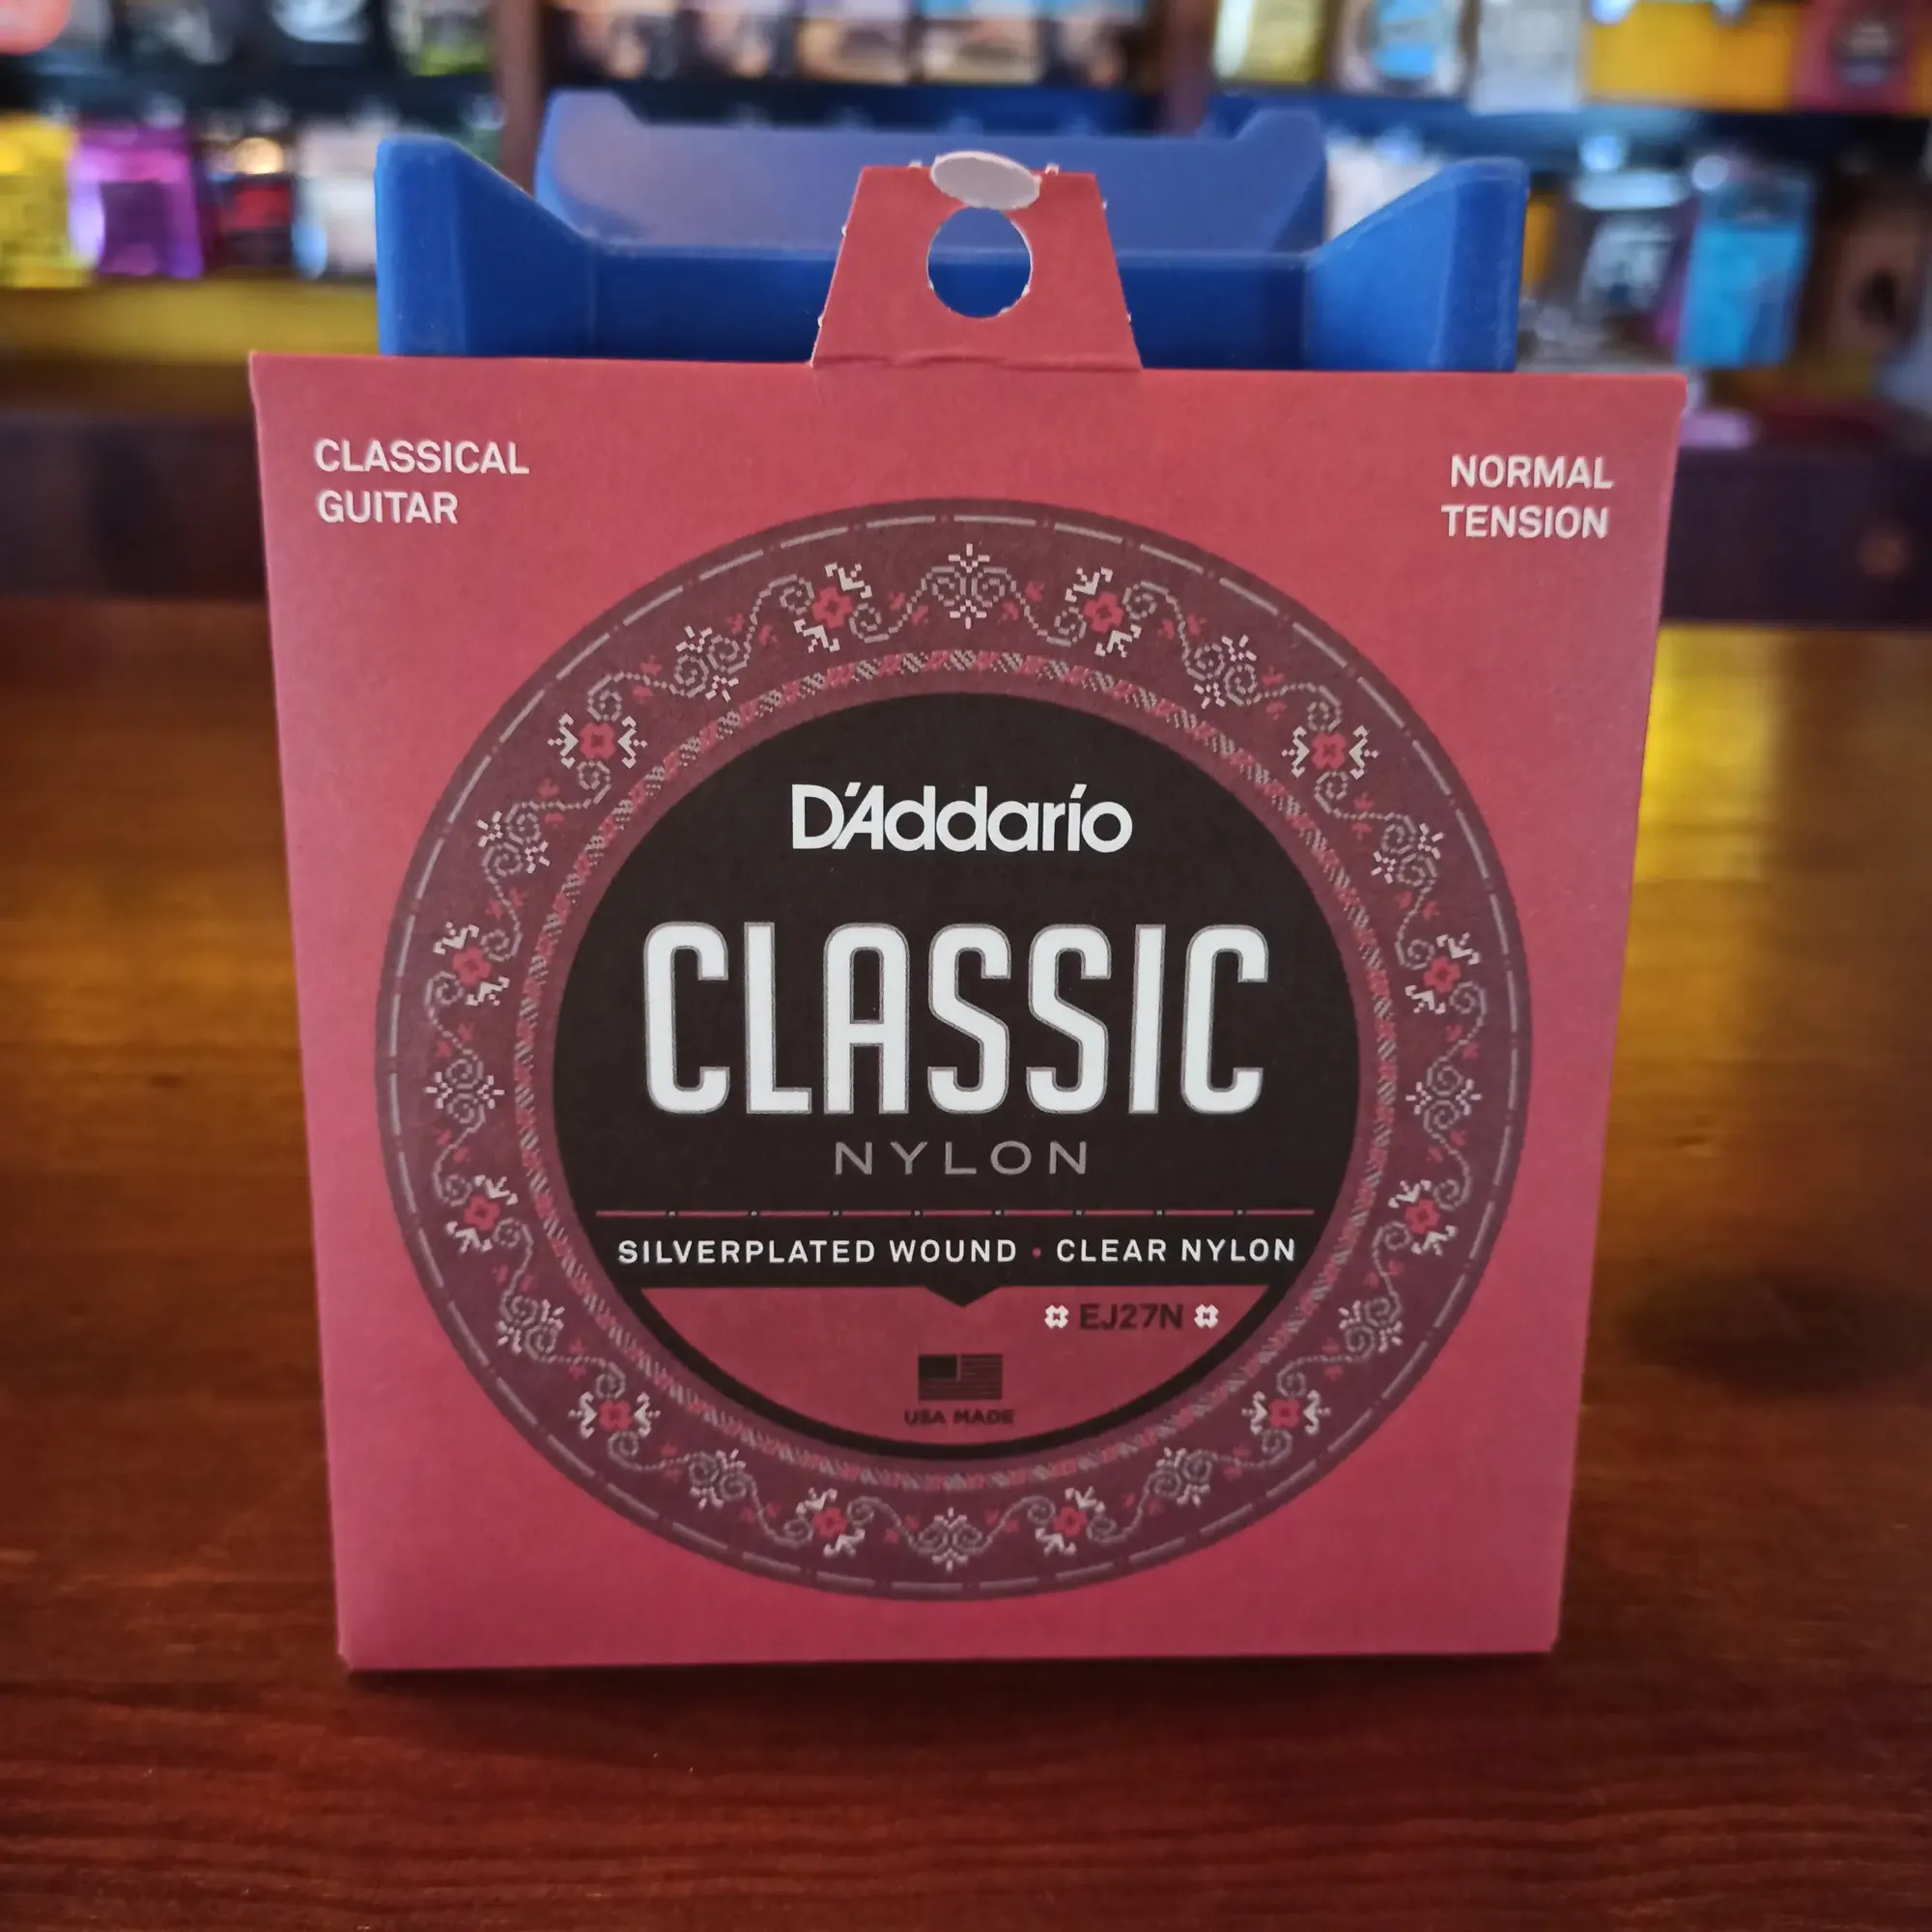 CLASSICAL
GUITAR
NORMAL
TENSION
D'Addario
CLASSIC
NYLON
SILVERPLATED WOUND • CLEAR NYLON
EJ27N
USA MADE